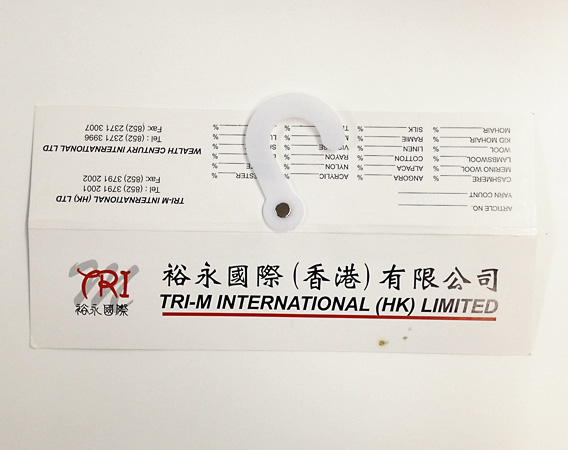 TRI
裕永國際
裕永國際(香港)有限公司
TRI-M INTERNATIONAL (HK) LIMITED
ARTICLE NO.
YARN COUNT
CASHMERE % ANGORA % ACRYLIC %
MERINO WOOL % ALPACA % NYLON %
LAMBSWOOL % COTTON % RAYON %
WOOL % LINEN %
KID MOHAIR % RAMIE %
MOHAIR % SILK %
TRI-M INTERNATIONAL (HK) LTD
Tel : (852) 3791 2001
Fax: (852) 3791 2002
WEALTH CENTURY INTERNATIONAL LTD
Tel : (852) 2371 3996
Fax: (852) 2371 3007